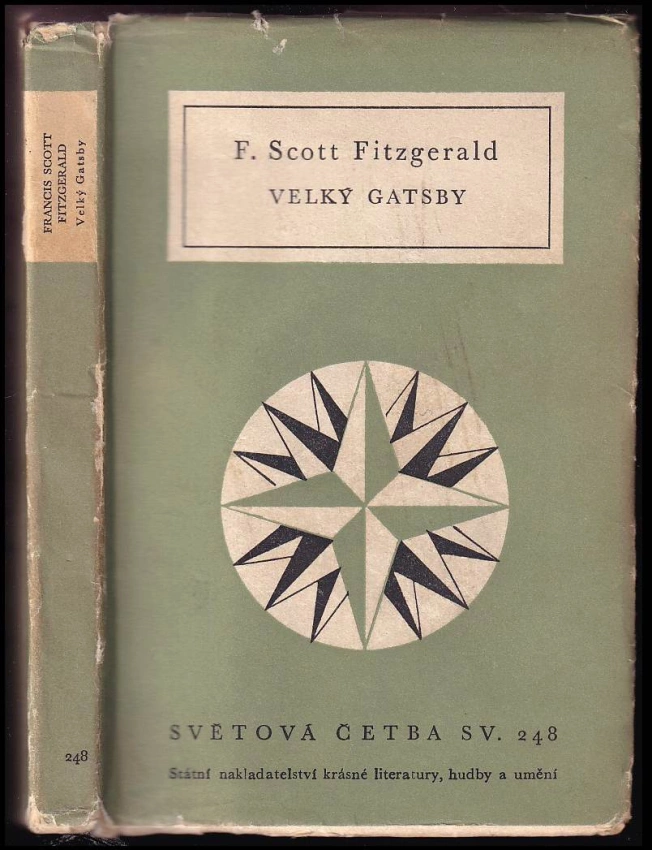 FRANCIS SCOTT
FITZGERALD
Velký Gatsby
248
F. Scott Fitzgerald
VELKÝ GATSBY
SVĚTOVÁ ČETBA SV. 248
Státní nakladatelství krásné literatury, hudby a umění